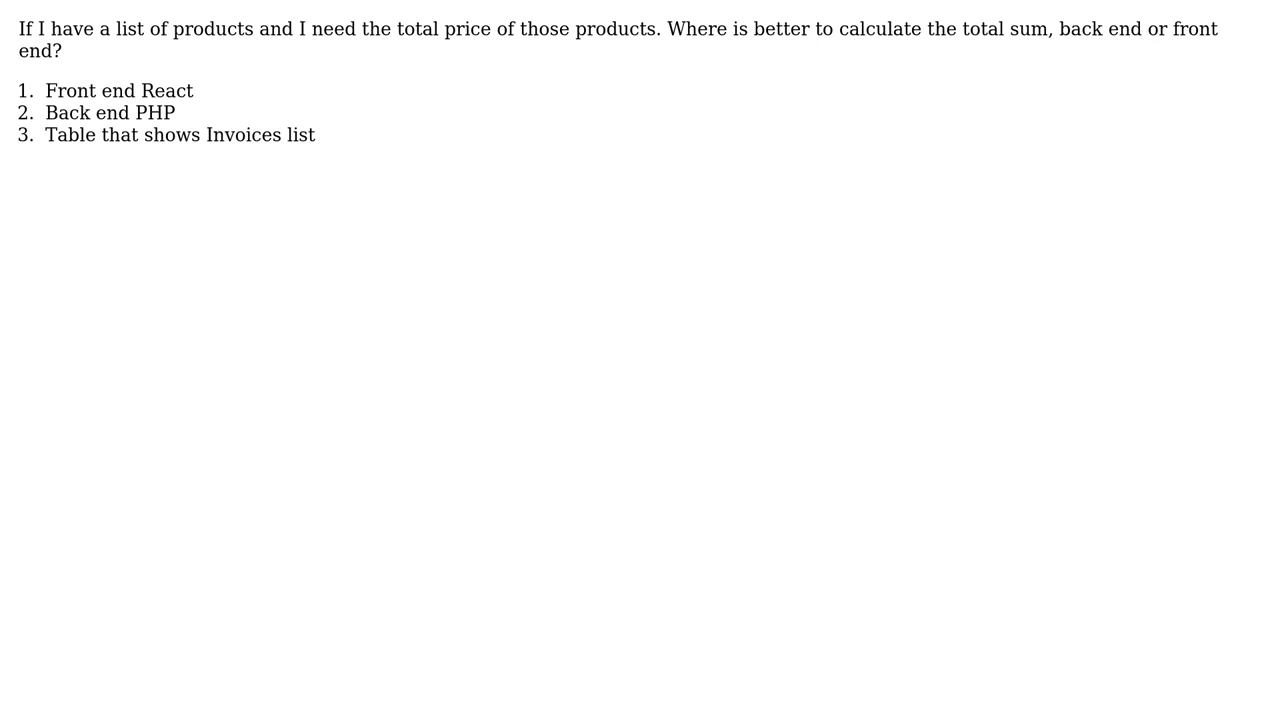 If I have a list of products and I need the total price of those products. Where is better to calculate the total sum, back end or front
end?
1. Front end React
2. Back end PHP
3. Table that shows Invoices list